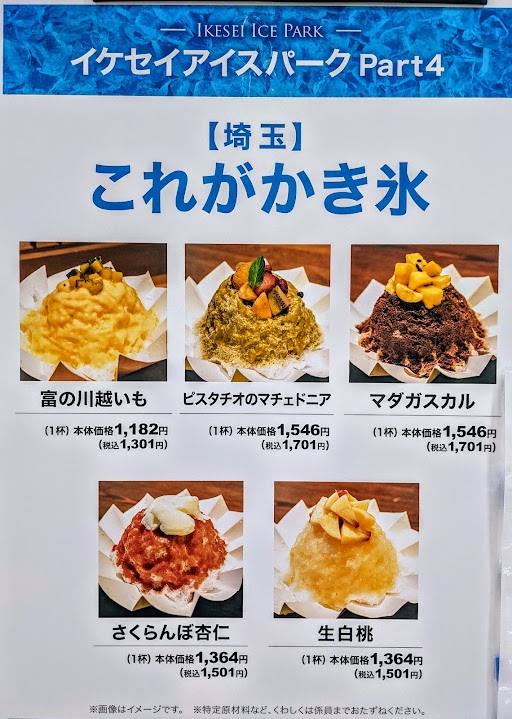 — IKESEI ICE PARK —
イケセイアイスパーク Part4
【埼玉】
これがかき氷
富の川越いも
(1杯) 本体価格1,182円
(税込1,301円)
ピスタチオのマチェドニア
(1杯) 本体価格1,546円
(税込1,701円)
マダガスカル
(1杯) 本体価格1,546円
(税込1,701円)
さくらんぼ杏仁
(1杯) 本体価格1,364円
(税込1,501円)
生白桃
(1杯) 本体価格1,364円
(税込1,501円)
※画像はイメージです。 ※特定原材料など、くわしくは係員までおたずねください。